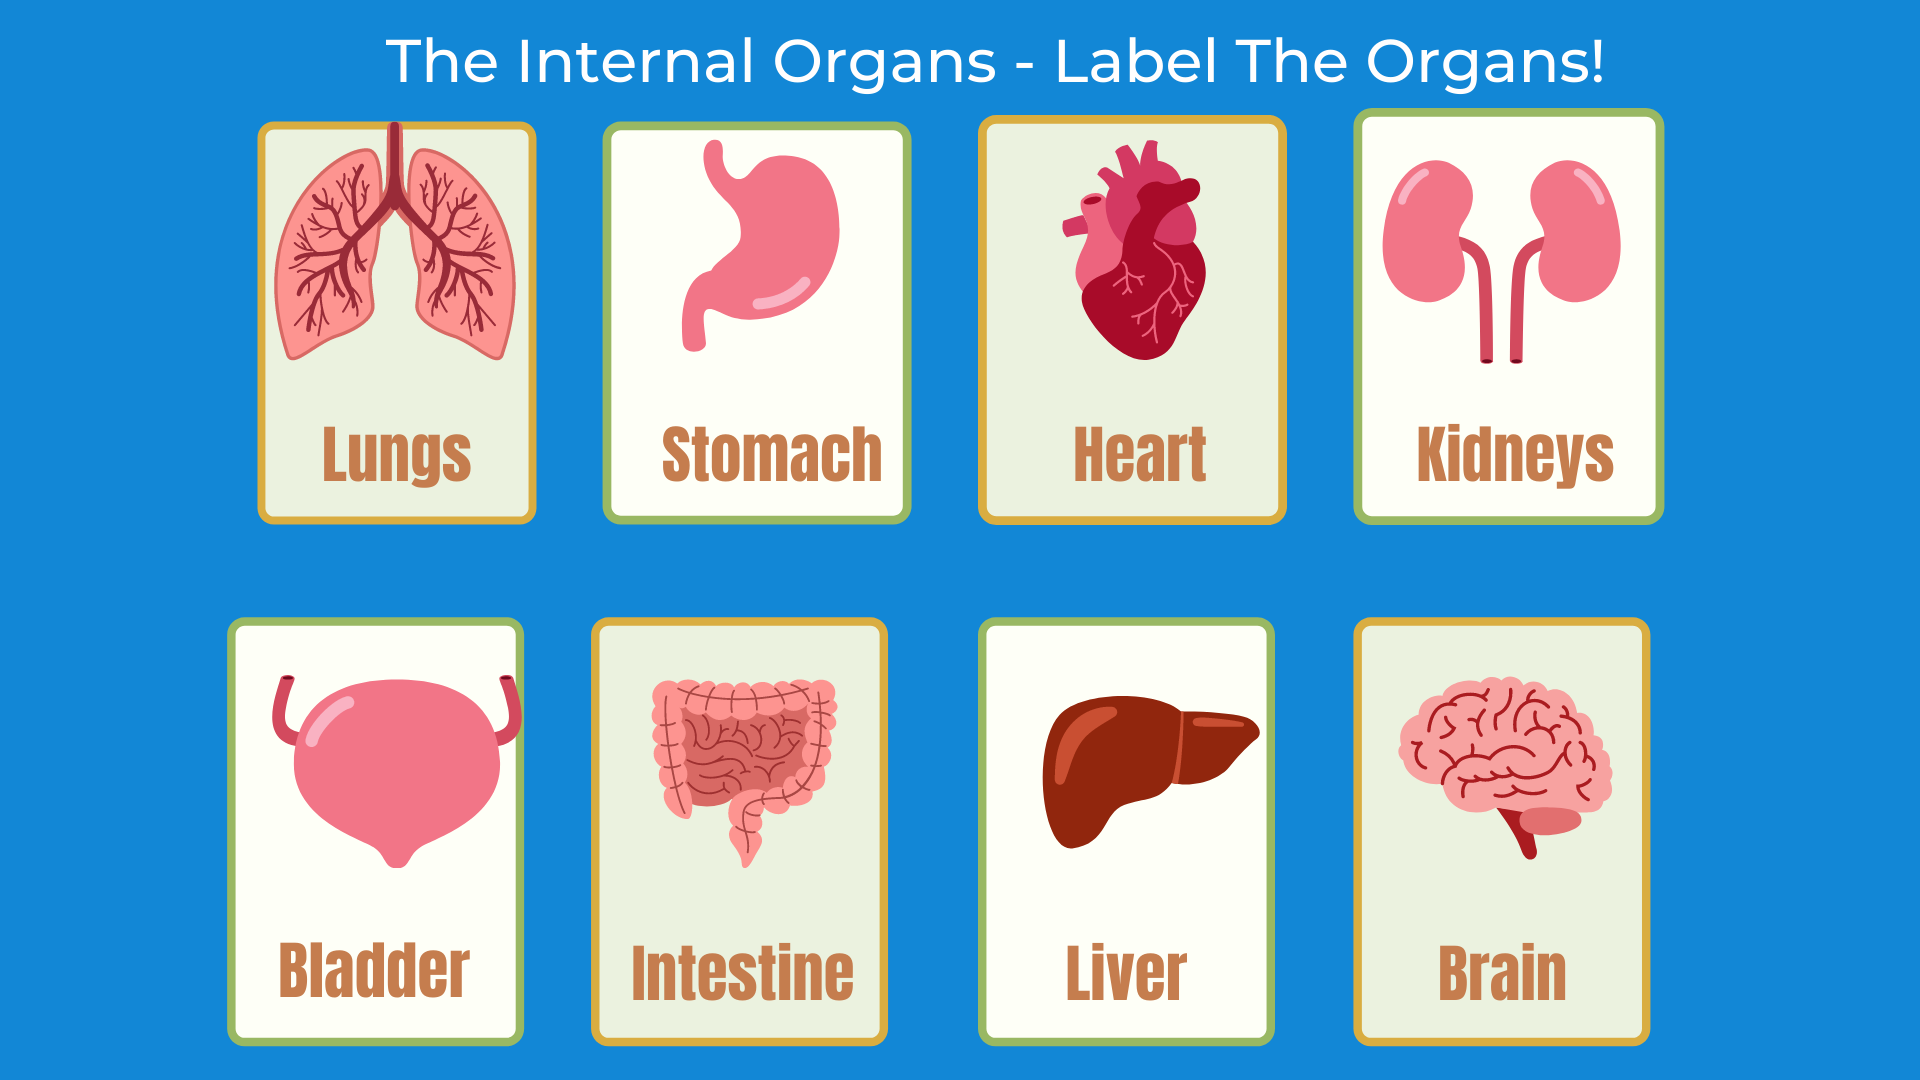 The Internal Organs - Label The Organs!
Lungs
Stomach
Heart
Kidneys
Bladder
Intestine
Liver
Brain